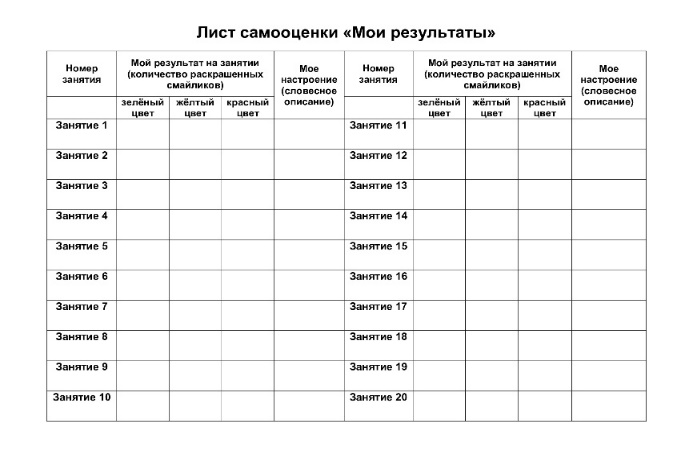 Лист самооценки «Мои результаты»
Номер занятия
Мой результат на занятии
(количество раскрашенных
смайликов)
Мое
настроение
(словесное
описание)
Номер
занятия
Мой результат на занятии
(количество раскрашенных
смайликов)
Мое
настроение
(словесное
описание)
зелёный цвет
жёлтый цвет
красный цвет
зелёный цвет
жёлтый цвет
красный цвет
Занятие 1
Занятие 11
Занятие 2
Занятие 12
Занятие 3
Занятие 13
Занятие 4
Занятие 14
Занятие 5
Занятие 15
Занятие 6
Занятие 16
Занятие 7
Занятие 17
Занятие 8
Занятие 18
Занятие 9
Занятие 19
Занятие 10
Занятие 20